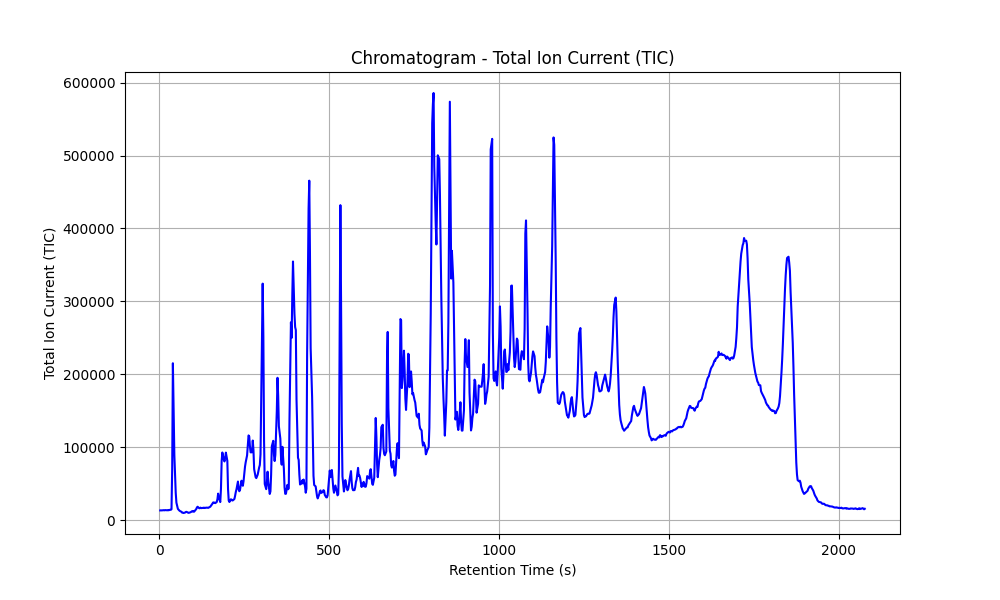 Chromatogram - Total Ion Current (TIC)
Total Ion Current (TIC)
600000
500000
400000
300000
200000
100000
0
0 500 1000 1500 2000
Retention Time (s)